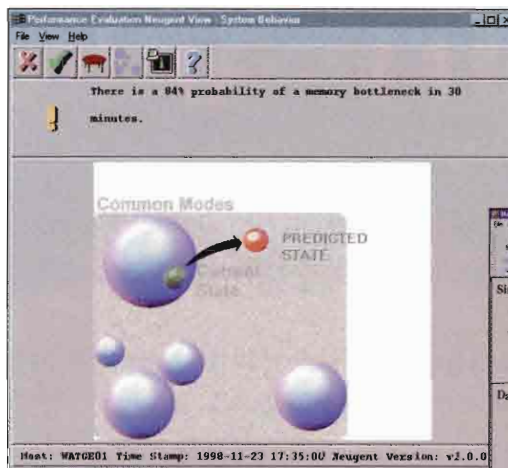 Performance Evaluation Neugent View - System Behavior
File View Help
There is a 84% probability of a memory bottleneck in 30
minutes.
Common Modes
PREDICTED
STATE
Current
State
Host: WATGE01 Time Stamp: 1998-11-23 17:35:00 Neugent Version: v2.0.0